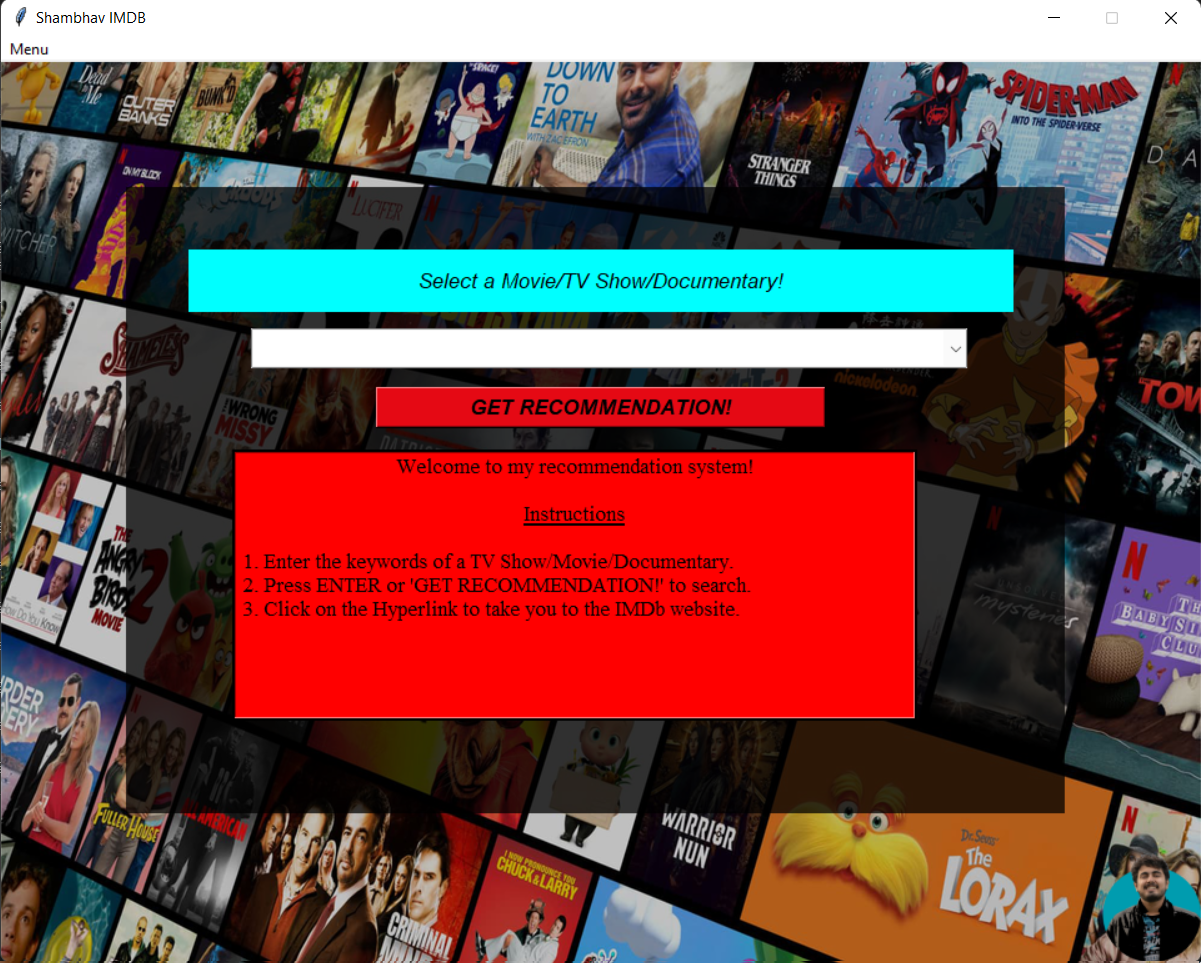 Shambhav IMDB
Menu
Dead to Me
OUTER BANKS
BUNK'D
SPACE!
DOWN TO EARTH
WITH ZAC EFRON
STRANGER THINGS
SPIDER-MAN
INTO THE SPIDER-VERSE
ON MY BLOCK
WITCHER
LUCIFER
Select a Movie/TV Show/Documentary!
SHAMELESS
THE WRONG MISSY
nickelodeon
GET RECOMMENDATION!
Welcome to my recommendation system!
Instructions
1. Enter the keywords of a TV Show/Movie/Documentary.
2. Press ENTER or 'GET RECOMMENDATION!' to search.
3. Click on the Hyperlink to take you to the IMDb website.
THE ANGRY BIRDS MOVIE 2
mysteries
THE BABY-SI
CLU
RDER
ERY
FULLER HOUSE
AMERICAN
WARRIOR NUN
I NOW PRONOUNCE YOU
CHUCK & LARRY
CRIMINAL
Dr. Seuss'
The LORAX